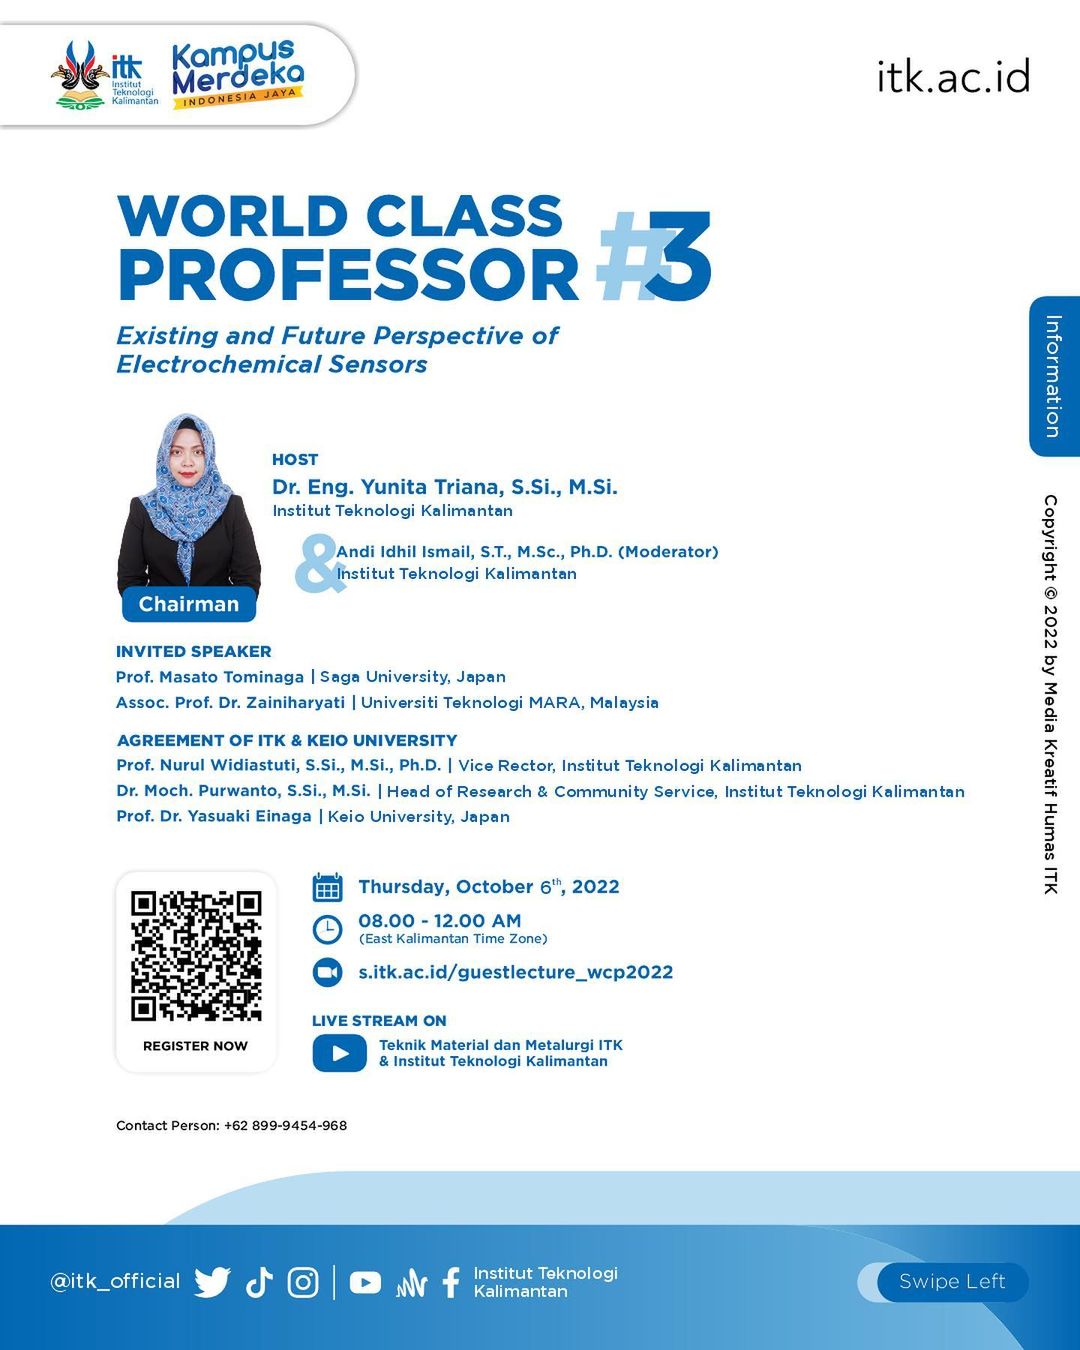 itk
Institut
Teknologi
Kalimantan
Kampus
Merdeka
INDONESIA JAYA
itk.ac.id
WORLD CLASS
PROFESSOR #3
Existing and Future Perspective of
Electrochemical Sensors
HOST
Dr. Eng. Yunita Triana, S.Si., M.Si.
Institut Teknologi Kalimantan
&
Andi Idhil Ismail, S.T., M.Sc., Ph.D. (Moderator)
Institut Teknologi Kalimantan
Chairman
INVITED SPEAKER
Prof. Masato Tominaga | Saga University, Japan
Assoc. Prof. Dr. Zainiharyati | Universiti Teknologi MARA, Malaysia
AGREEMENT OF ITK & KEIO UNIVERSITY
Prof. Nurul Widiastuti, S.Si., M.Si., Ph.D. | Vice Rector, Institut Teknologi Kalimantan
Dr. Moch. Purwanto, S.Si., M.Si. | Head of Research & Community Service, Institut Teknologi Kalimantan
Prof. Dr. Yasuaki Einaga | Keio University, Japan
REGISTER NOW
Thursday, October 6th, 2022
08.00 - 12.00 AM
(East Kalimantan Time Zone)
s.itk.ac.id/guestlecture_wcp2022
LIVE STREAM ON
Teknik Material dan Metalurgi ITK
& Institut Teknologi Kalimantan
Contact Person: +62 899-9454-968
Information
Copyright © 2022 by Media Kreatif Humas ITK
@itk_official
Institut Teknologi
Kalimantan
Swipe Left